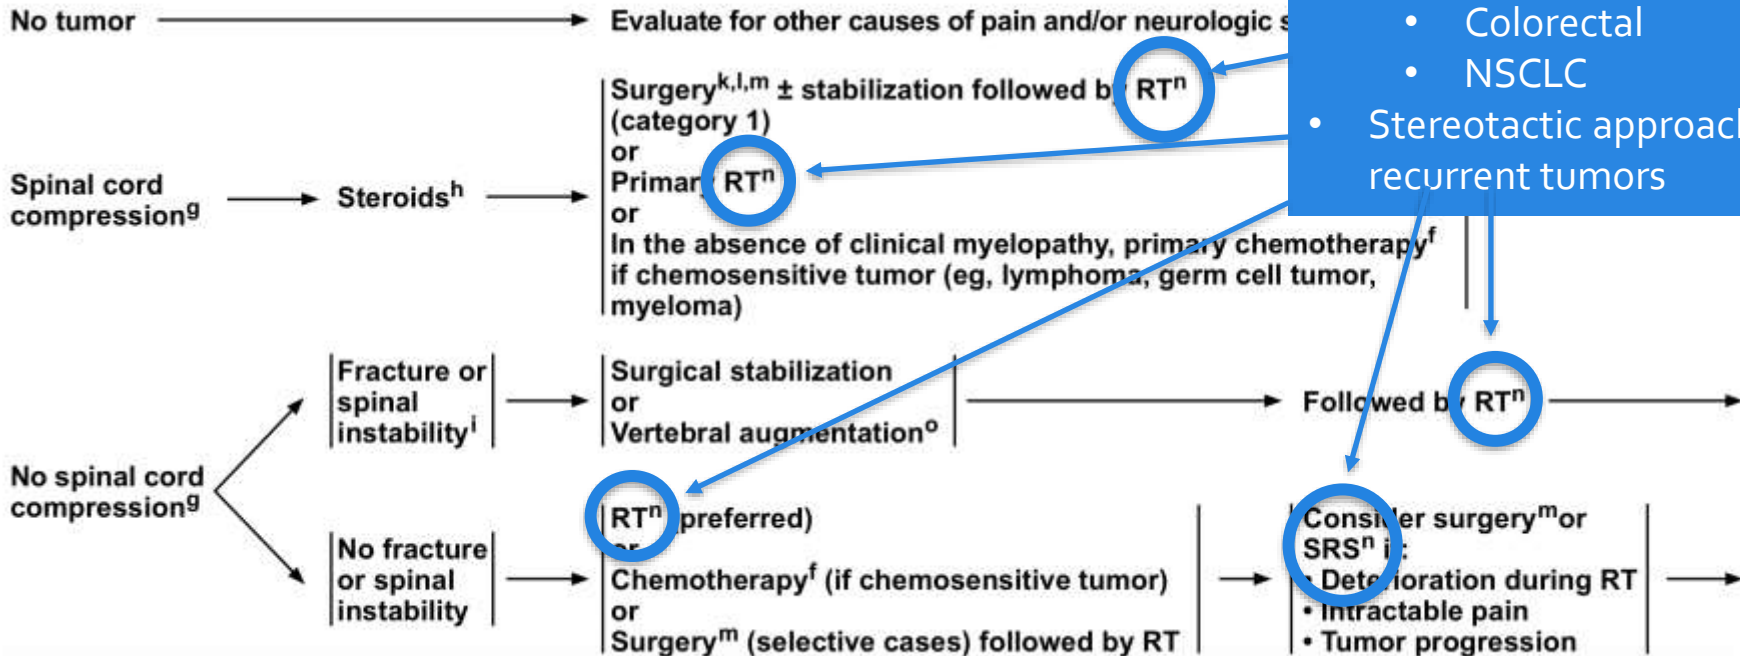 No tumor
Evaluate for other causes of pain and/or neurologic
• Colorectal
• NSCLC
• Stereotactic approach
recurrent tumors
Spinal cord
compressionᵍ
Steroidsʰ
Surgeryᵏ,ˡ,ᵐ ± stabilization followed by RTⁿ
(category 1)
or
Primary RTⁿ
or
In the absence of clinical myelopathy, primary chemotherapyᶠ
if chemosensitive tumor (eg, lymphoma, germ cell tumor,
myeloma)
No spinal cord
compressionᵍ
Fracture or
spinal
instabilityⁱ
Surgical stabilization
or
Vertebral augmentationᵒ
Followed by RTⁿ
No fracture
or spinal
instability
RTⁿ (preferred)
or
Chemotherapyᶠ (if chemosensitive tumor)
or
Surgeryᵐ (selective cases) followed by RT
Consider surgeryᵐ or
SRSⁿ if:
• Deterioration during RT
• Intractable pain
• Tumor progression